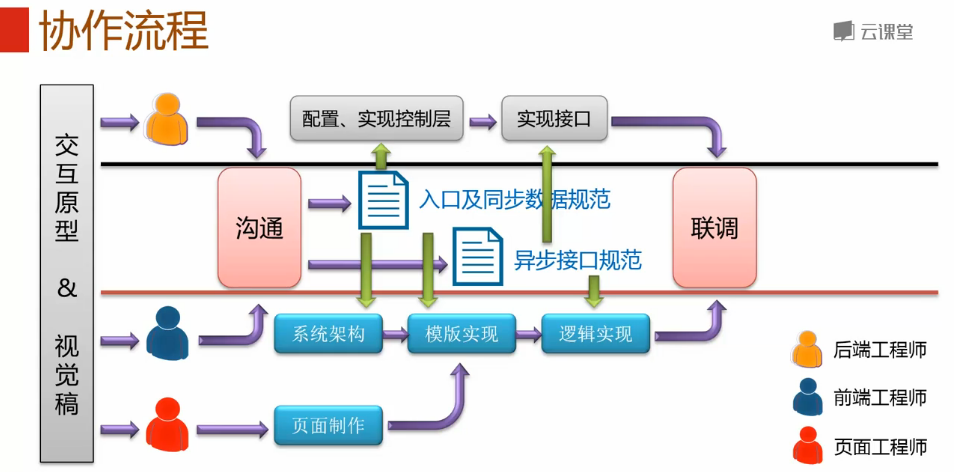 协作流程
云课堂
交互原型 & 视觉稿
配置、实现控制层
实现接口
沟通
入口及同步数据规范
异步接口规范
联调
系统架构
模版实现
逻辑实现
页面制作
后端工程师
前端工程师
页面工程师